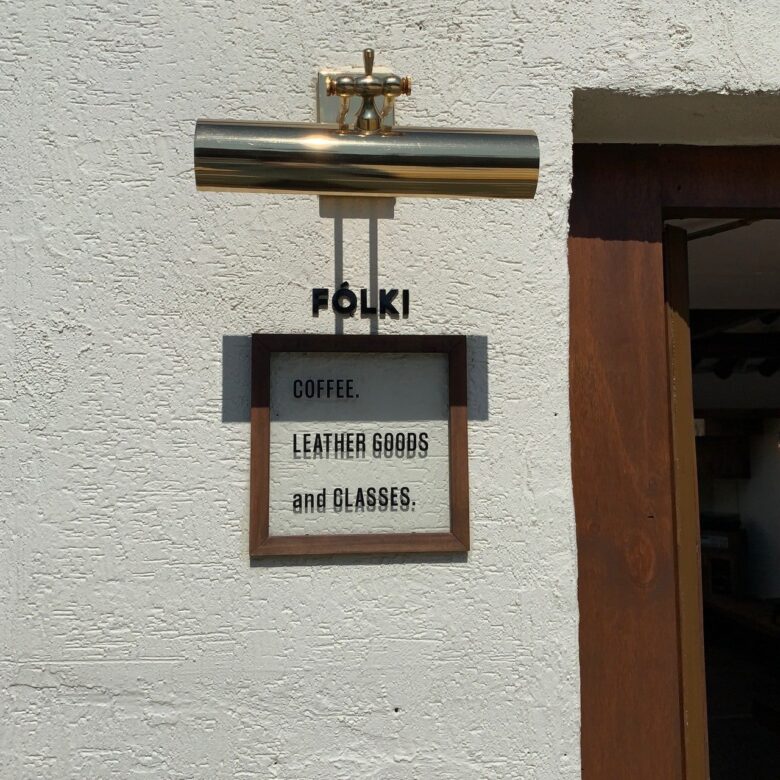 FÓLKI
COFFEE.
LEATHER GOODS
and CLASSES.